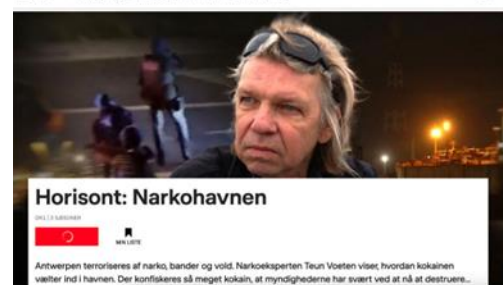 Horisont: Narkohavnen
MIN LISTE
Antwerpen terroriseres af narko, bander og vold. Narkoeksperten Teun Voeten viser, hvordan kokainen
vælter ind i havnen. Der konfiskeres så meget kokain, at myndighederne har svært ved at nå at destruere...